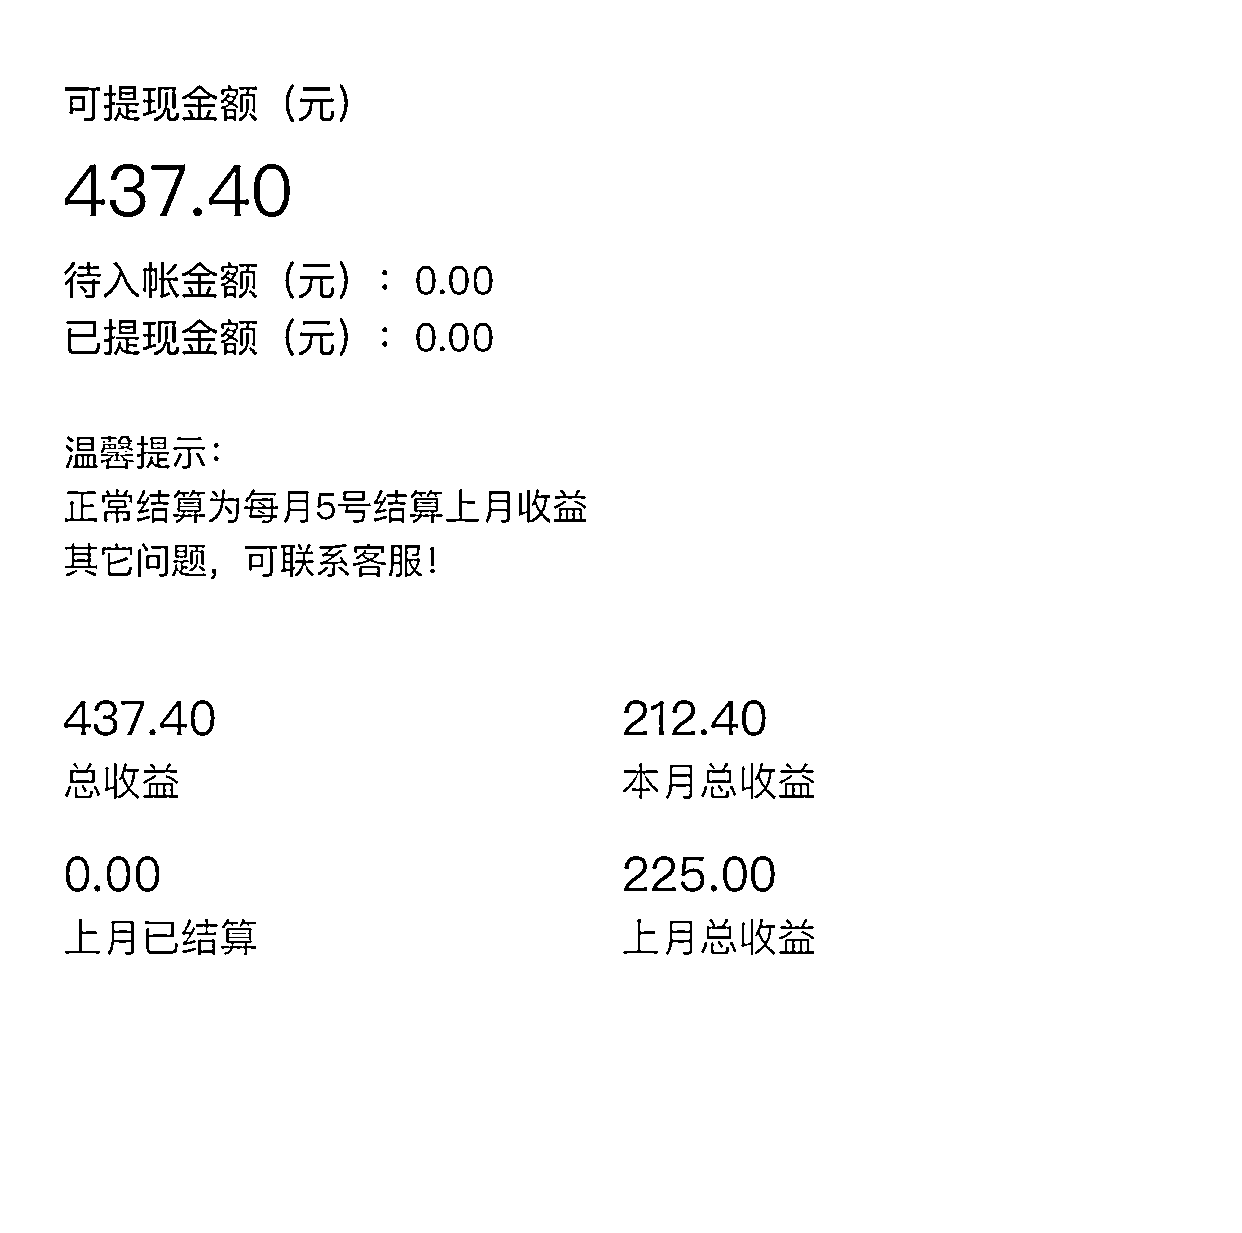 可提现金额（元）
437.40
待入帐金额（元）：0.00
已提现金额（元）：0.00
温馨提示：
正常结算为每月5号结算上月收益
其它问题，可联系客服！
437.40
212.40
总收益
本月总收益
0.00
225.00
上月已结算
上月总收益